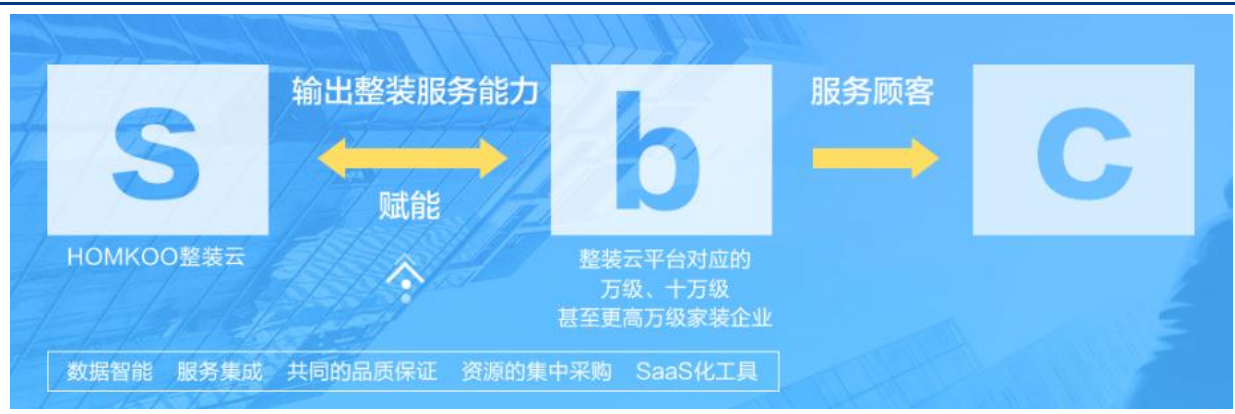 s
输出整装服务能力
赋能
b
服务顾客
c
HOMKOO整装云
整装云平台对应的
万级、十万级
甚至更高万级家装企业
数据智能 服务集成 共同的品质保证 资源的集中采购 SaaS化工具